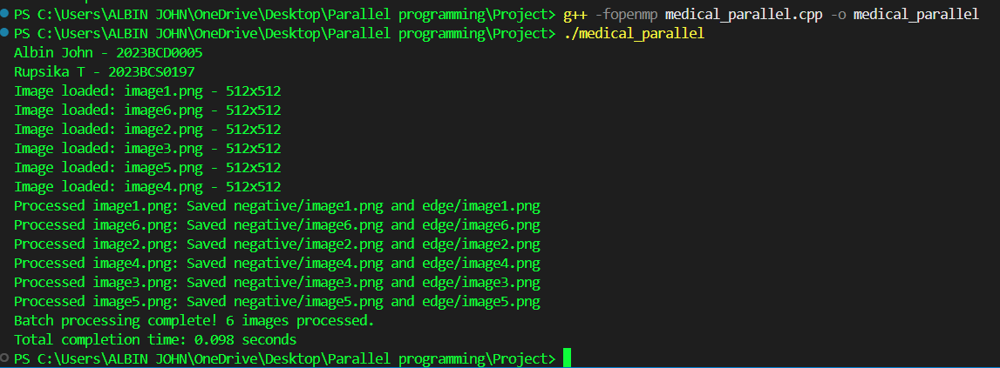 PS C:\Users\ALBIN JOHN\OneDrive\Desktop\Parallel programming\Project> g++ -fopenmp medical_parallel.cpp -o medical_parallel
PS C:\Users\ALBIN JOHN\OneDrive\Desktop\Parallel programming\Project> ./medical_parallel
Albin John - 2023BCD0005
Rupsika T - 2023BCS0197
Image loaded: image1.png - 512x512
Image loaded: image6.png - 512x512
Image loaded: image2.png - 512x512
Image loaded: image3.png - 512x512
Image loaded: image5.png - 512x512
Image loaded: image4.png - 512x512
Processed image1.png: Saved negative/image1.png and edge/image1.png
Processed image6.png: Saved negative/image6.png and edge/image6.png
Processed image2.png: Saved negative/image2.png and edge/image2.png
Processed image4.png: Saved negative/image4.png and edge/image4.png
Processed image3.png: Saved negative/image3.png and edge/image3.png
Processed image5.png: Saved negative/image5.png and edge/image5.png
Batch processing complete! 6 images processed.
Total completion time: 0.098 seconds
PS C:\Users\ALBIN JOHN\OneDrive\Desktop\Parallel programming\Project>